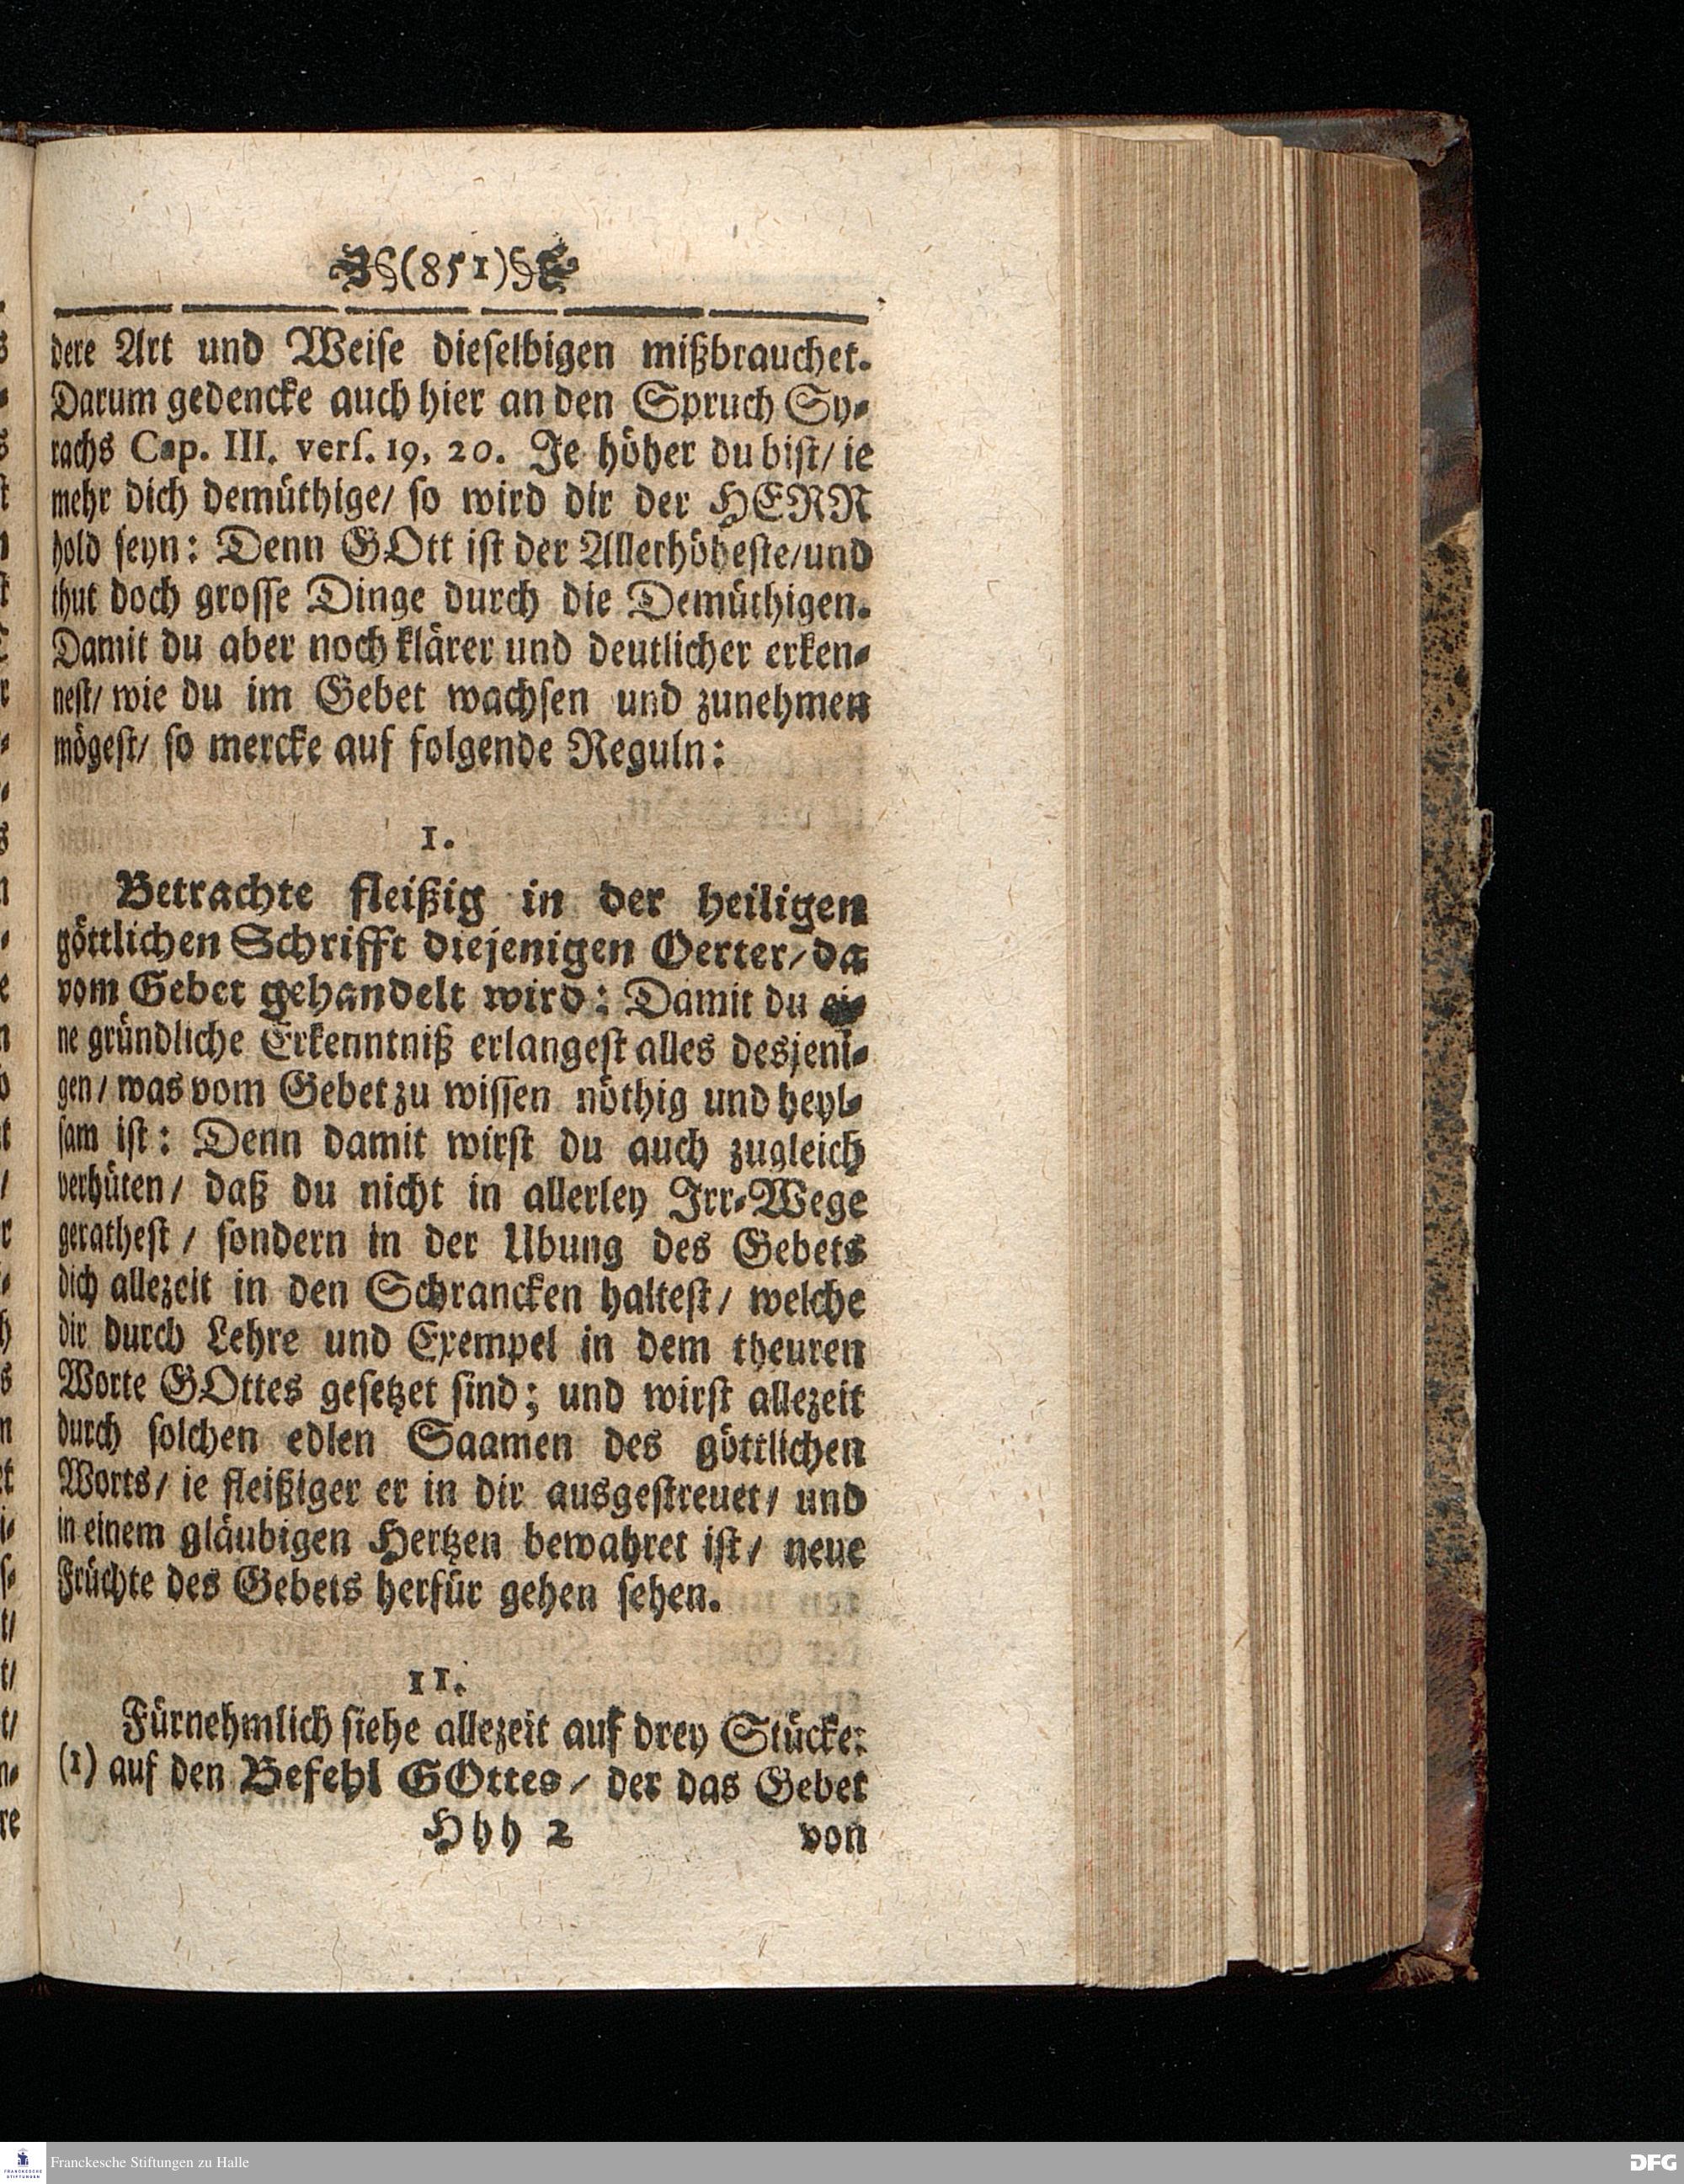 §(851)§
dere Art und Weise dieselbigen mißbrauchet.
Darum gedencke auch hier an den Spruch Sy-
rachs Cap. III. vers. 19, 20. Je höher du bist/ ie
mehr dich demüthige/ so wird dir der HERR
hold seyn: Denn GOtt ist der Allerhöheste/und
thut doch grosse Dinge durch die Demüthigen.
Damit du aber noch klärer und deutlicher erken-
nest/ wie du im Gebet wachsen und zunehmen
mögest/ so mercke auf folgende Reguln:
I.
Betrachte fleißig in der heiligen
göttlichen Schrifft diejenigen Oerter/ da
vom Gebet gehandelt wird: Damit du ei-
ne gründliche Erkenntniß erlangest alles desjeni-
gen/ was vom Gebet zu wissen nöthig und heyl-
sam ist: Denn damit wirst du auch zugleich
verhüten/ daß du nicht in allerley Irr-Wege
gerathest/ sondern in der Ubung des Gebets
dich allezeit in den Schrancken haltest/ welche
dir durch Lehre und Exempel in dem theuren
Worte GOttes gesetzet sind; und wirst allezeit
durch solchen edlen Saamen des göttlichen
Worts/ ie fleißiger er in dir ausgestreuet/ und
in einem gläubigen Hertzen bewahret ist/ neue
Früchte des Gebets herfür gehen sehen.
II.
Fürnehmlich siehe allezeit auf drey Stücke:
(1) auf den Befehl GOttes/ der das Gebet
Hhh 2 von
Franckesche Stiftungen zu Halle
FRANCKESCHE
STIFTUNGEN
DFG